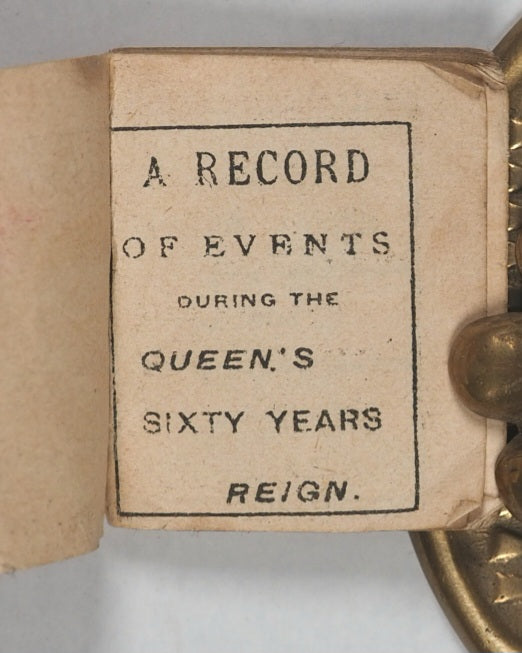 A RECORD
OF EVENTS
DURING THE
QUEEN.'S
SIXTY YEARS
REIGN.